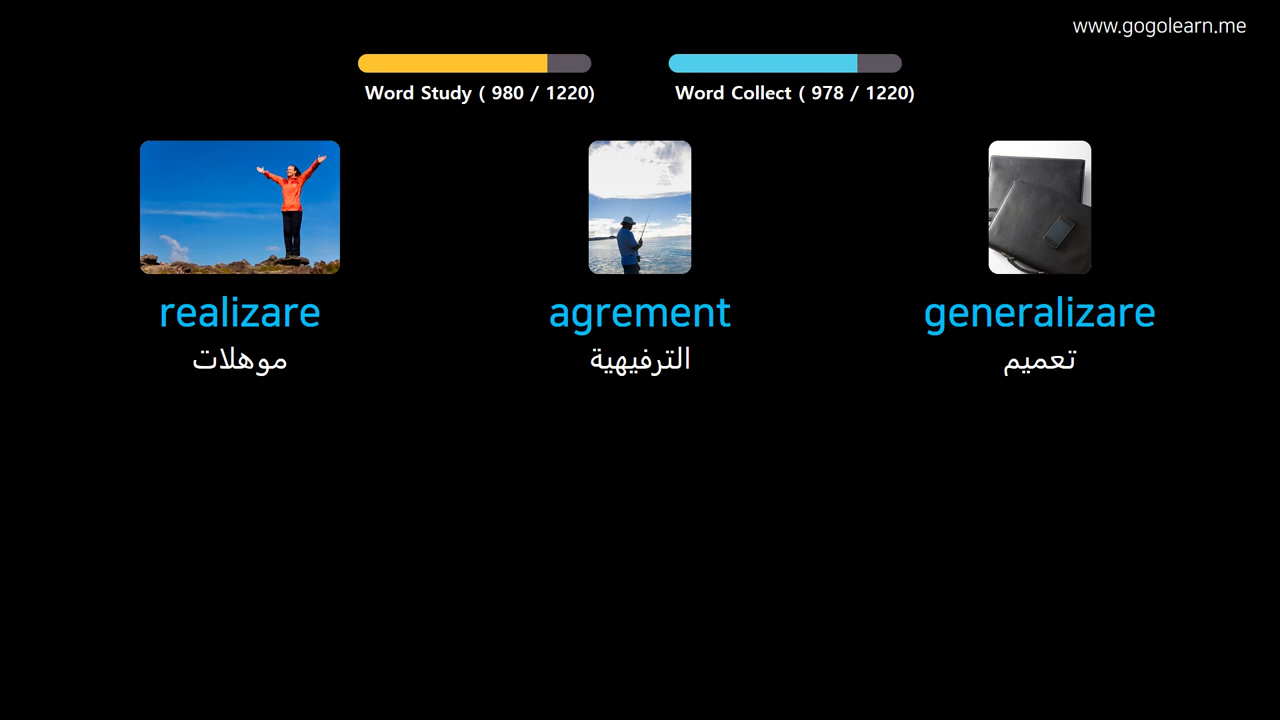 www.gogolearn.me
Word Study ( 980 / 1220)
Word Collect ( 978 / 1220)
realizare
موهلات
agrement
الترفيهية
generalizare
تعميم